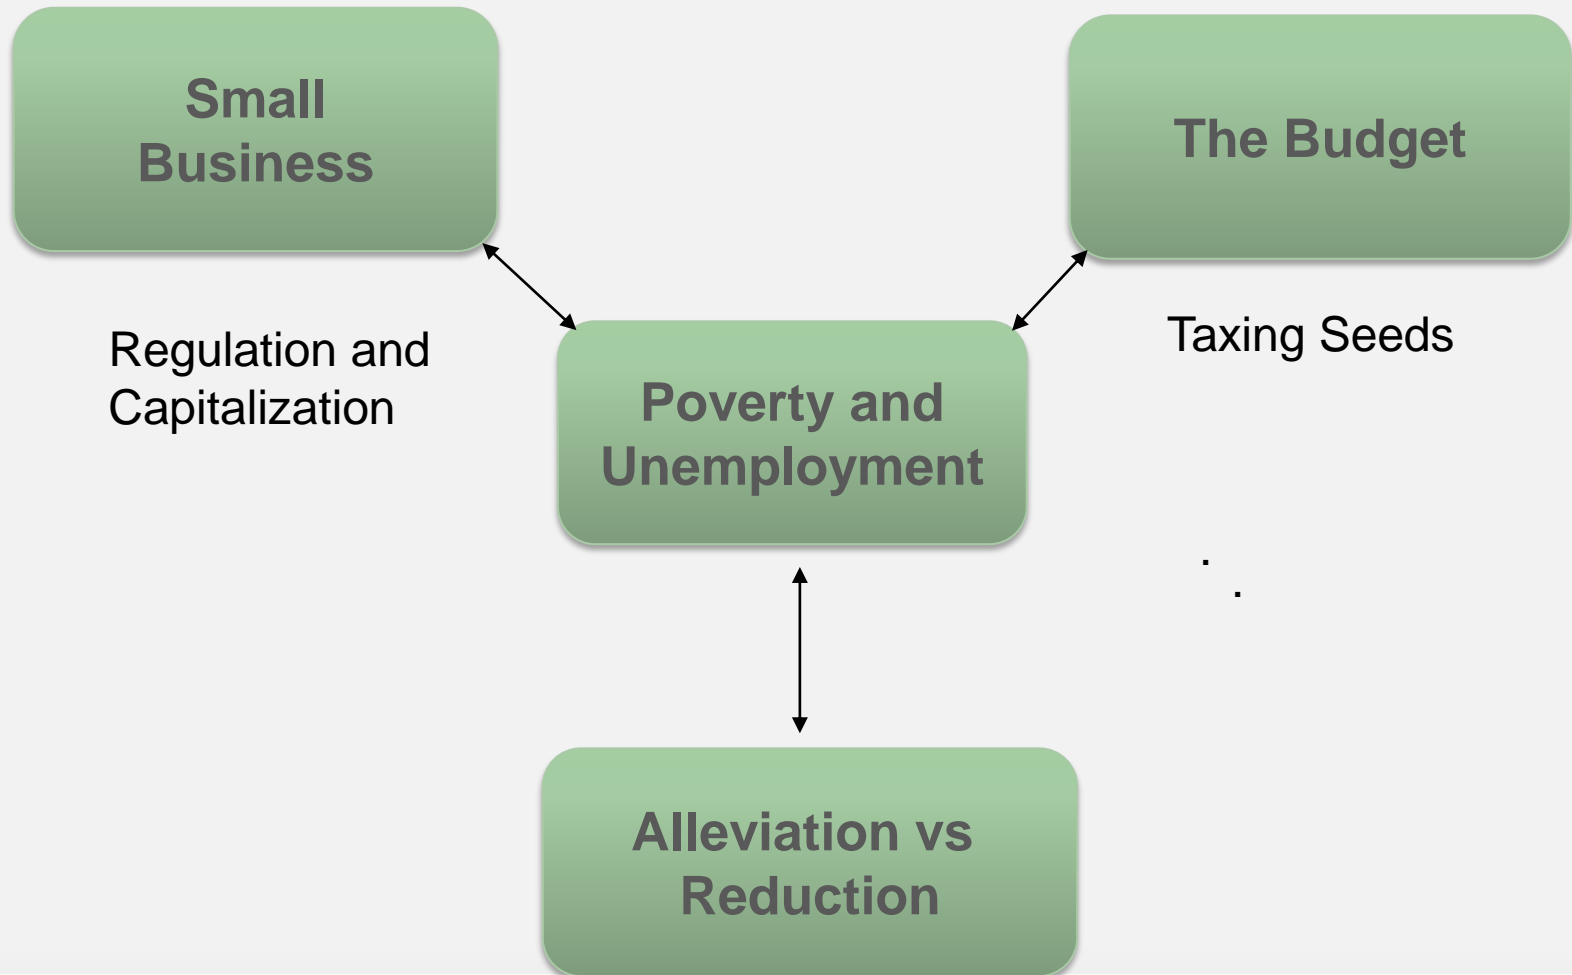 Small
Business
The Budget
Regulation and
Capitalization
Taxing Seeds
Poverty and
Unemployment
.
.
Alleviation vs
Reduction